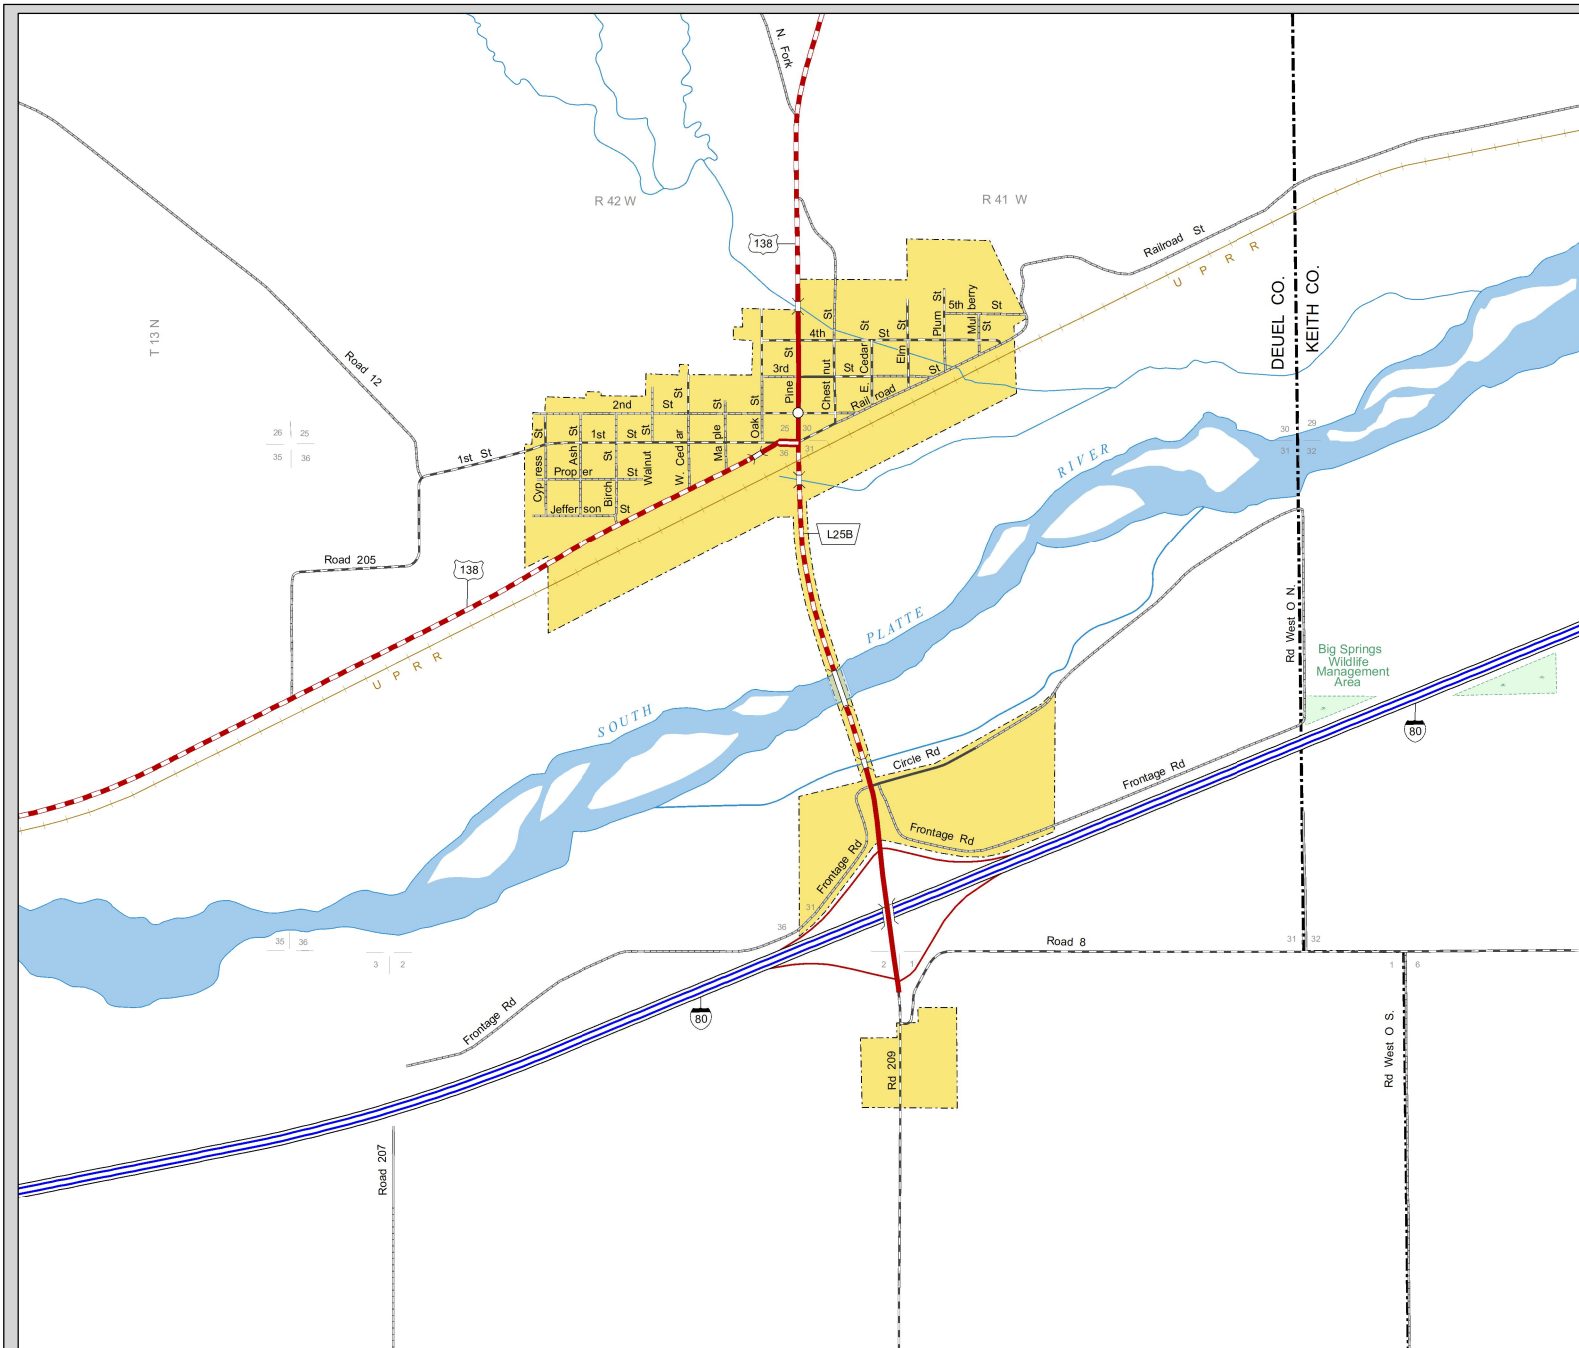 N. Fork
R 42 W
R 41 W
138
Railroad St
U P R R
DEUEL CO.
KEITH CO.
T 13 N
Road 12
5th St
Mulberry St
Plum St
4th St
Elm St
E. Cedar St
Chestnut St
3rd St
Pine St
Railroad St
2nd St
Oak St
Maple St
W. Cedar St
Walnut St
1st St
Birch St
Ash St
Cypress St
Proper St
Jefferson St
1st St
26 25
35 36
25 30
36 31
30 29
31 32
RIVER
L25B
Road 205
138
PLATTE
Rd West O N.
Big Springs
Wildlife
Management
Area
U P R R
SOUTH
80
Circle Rd
Frontage Rd
Frontage Rd
Frontage Rd
31
36
35 36
3 2
2 1
Road 8
31 32
1 6
Frontage Rd
80
Rd 209
Rd West O S.
Road 207